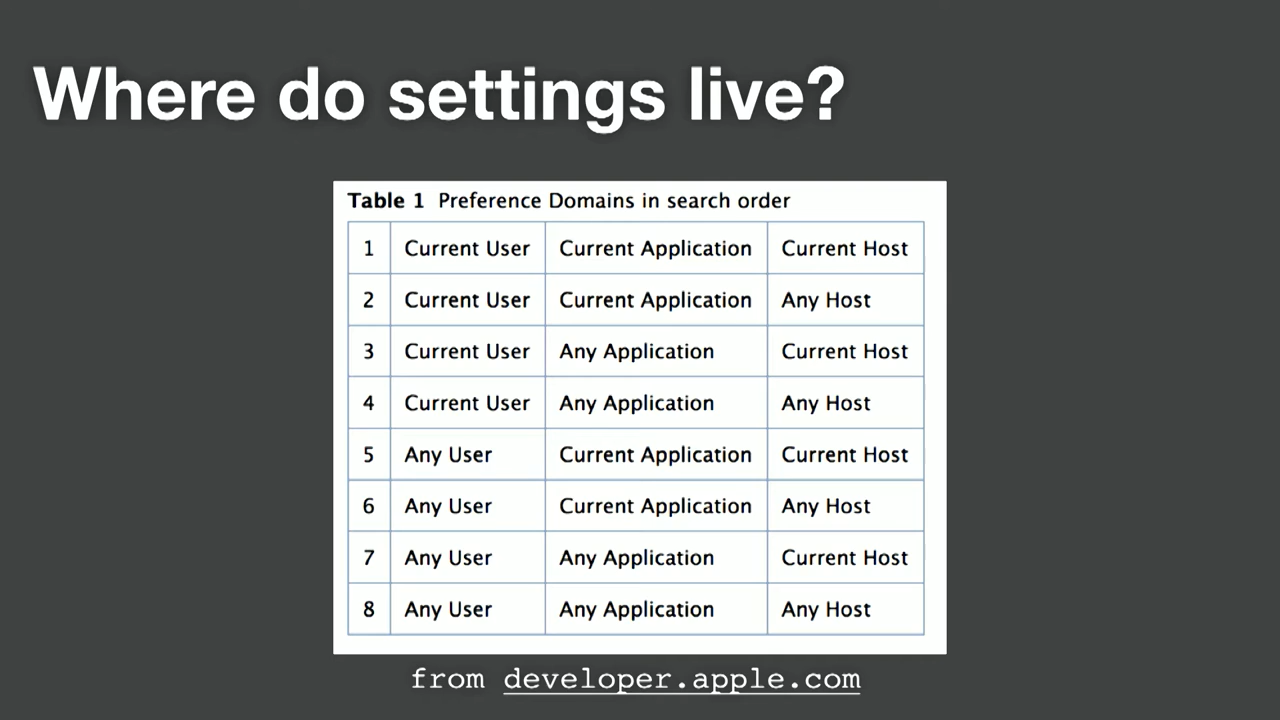 Where do settings live?
Table 1 Preference Domains in search order
1 Current User Current Application Current Host
2 Current User Current Application Any Host
3 Current User Any Application Current Host
4 Current User Any Application Any Host
5 Any User Current Application Current Host
6 Any User Current Application Any Host
7 Any User Any Application Current Host
8 Any User Any Application Any Host
from developer.apple.com